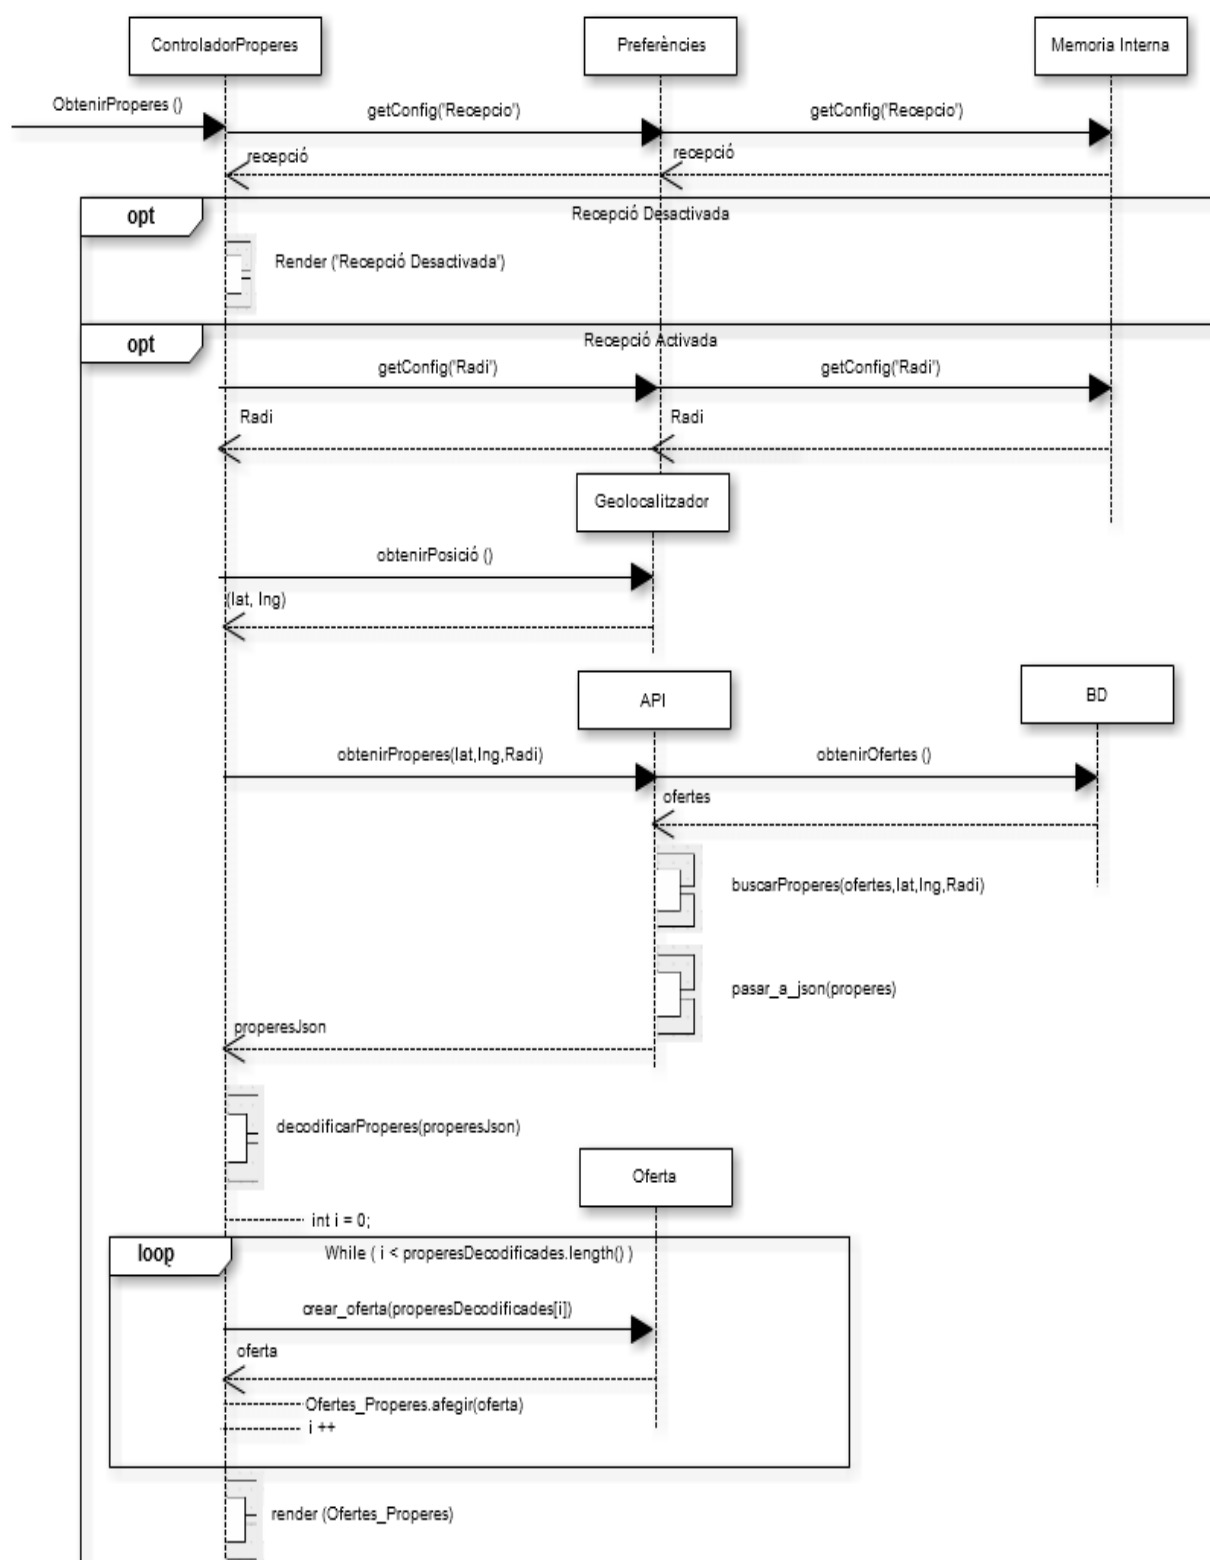 ControladorProperes
Preferències
Memoria Interna
ObtenirProperes ()
getConfig('Recepcio')
getConfig('Recepcio')
recepció
recepció
opt
Recepció Desactivada
Render ('Recepció Desactivada')
opt
Recepció Activada
getConfig('Radi')
getConfig('Radi')
Radi
Radi
Geolocalitzador
obtenirPosició ()
(lat, lng)
API
BD
obtenirProperes(lat,lng,Radi)
obtenirOfertes ()
ofertes
buscarProperes(ofertes,lat,lng,Radi)
pasar_a_json(properes)
properesJson
decodificarProperes(properesJson)
Oferta
int i = 0;
loop
While ( i < properesDecodificades.length() )
crear_oferta(properesDecodificades[i])
oferta
Ofertes_Properes.afegir(oferta)
i ++
render (Ofertes_Properes)